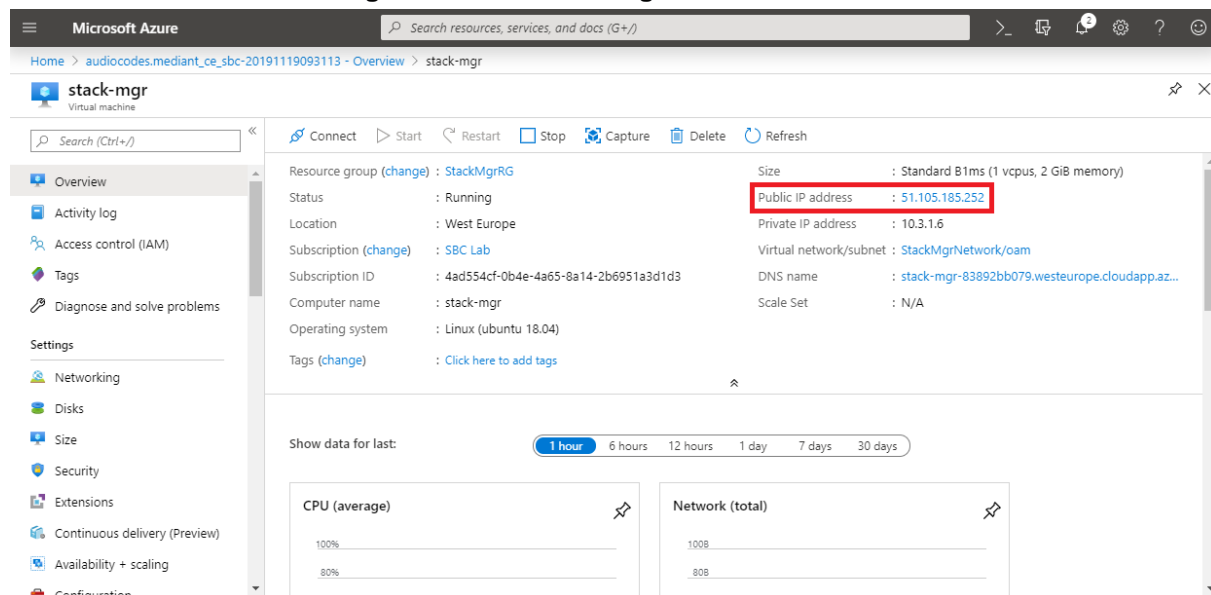 Microsoft Azure
Search resources, services, and docs (G+/)
2
Home > audiocodes.mediant_ce_sbc-20191119093113 - Overview > stack-mgr
stack-mgr
Virtual machine
Search (Ctrl+/)
Overview
Activity log
Access control (IAM)
Tags
Diagnose and solve problems
Settings
Networking
Disks
Size
Security
Extensions
Continuous delivery (Preview)
Availability + scaling
Configuration
Connect Start Restart Stop Capture Delete Refresh
Resource group (change) : StackMgrRG
Status : Running
Location : West Europe
Subscription (change) : SBC Lab
Subscription ID : 4ad554cf-0b4e-4a65-8a14-2b6951a3d1d3
Computer name : stack-mgr
Operating system : Linux (ubuntu 18.04)
Tags (change) : Click here to add tags
Size : Standard B1ms (1 vcpus, 2 GiB memory)
Public IP address : 51.105.185.252
Private IP address : 10.3.1.6
Virtual network/subnet : StackMgrNetwork/oam
DNS name : stack-mgr-83892bb079.westeurope.cloudapp.az...
Scale Set : N/A
Show data for last: 1 hour 6 hours 12 hours 1 day 7 days 30 days
CPU (average)
100%
80%
Network (total)
100B
80B